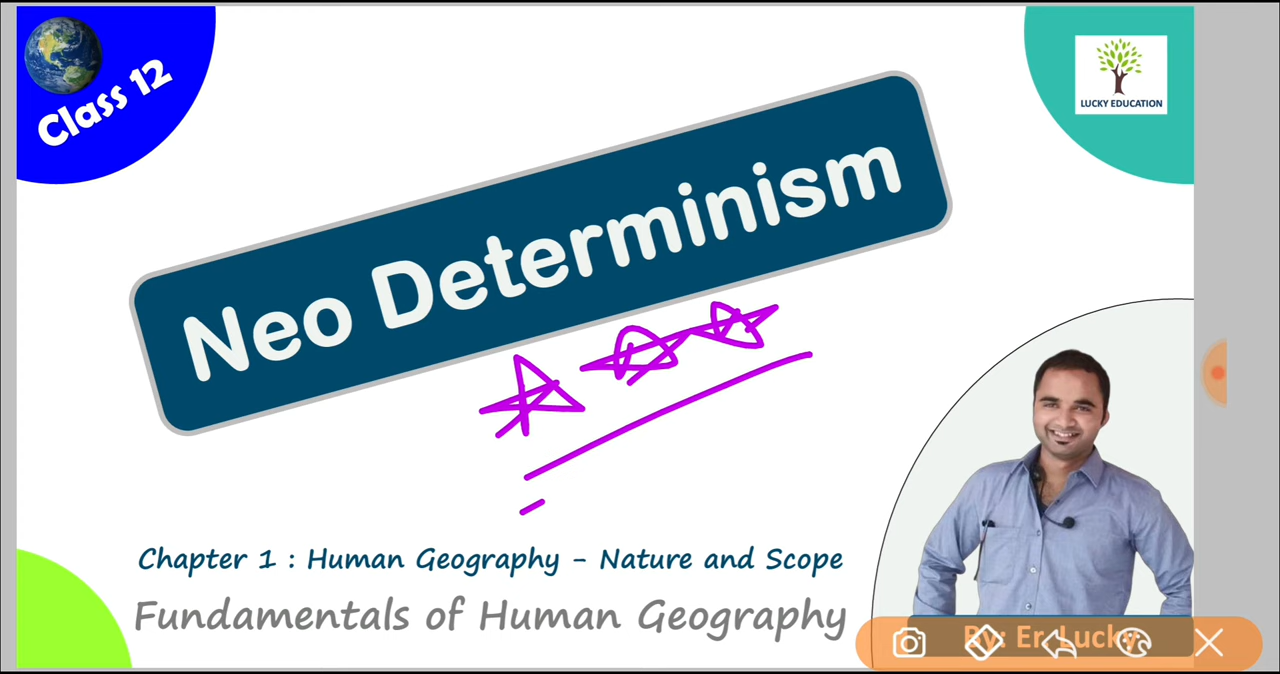 Class 12
LUCKY EDUCATION
Neo Determinism
Chapter 1 : Human Geography - Nature and Scope
Fundamentals of Human Geography
By: Er. Lucky